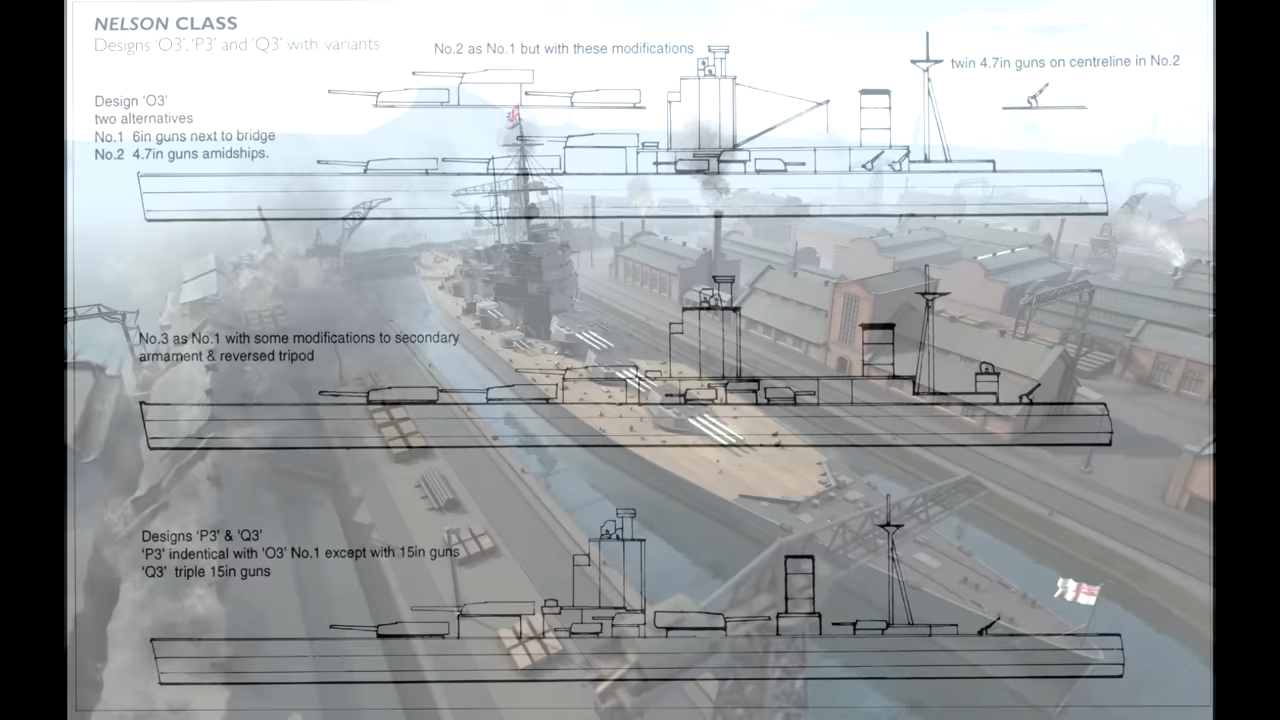 NELSON CLASS
Designs 'O3', 'P3' and 'Q3' with variants
No.2 as No.1 but with these modifications
twin 4.7in guns on centreline in No.2
Design 'O3'
two alternatives
No.1 6in guns next to bridge
No.2 4.7in guns amidships.
No.3 as No.1 with some modifications to secondary
armament & reversed tripod
Designs 'P3' & 'Q3'
'P3' indentical with 'O3' No.1 except with 15in guns
'Q3' triple 15in guns